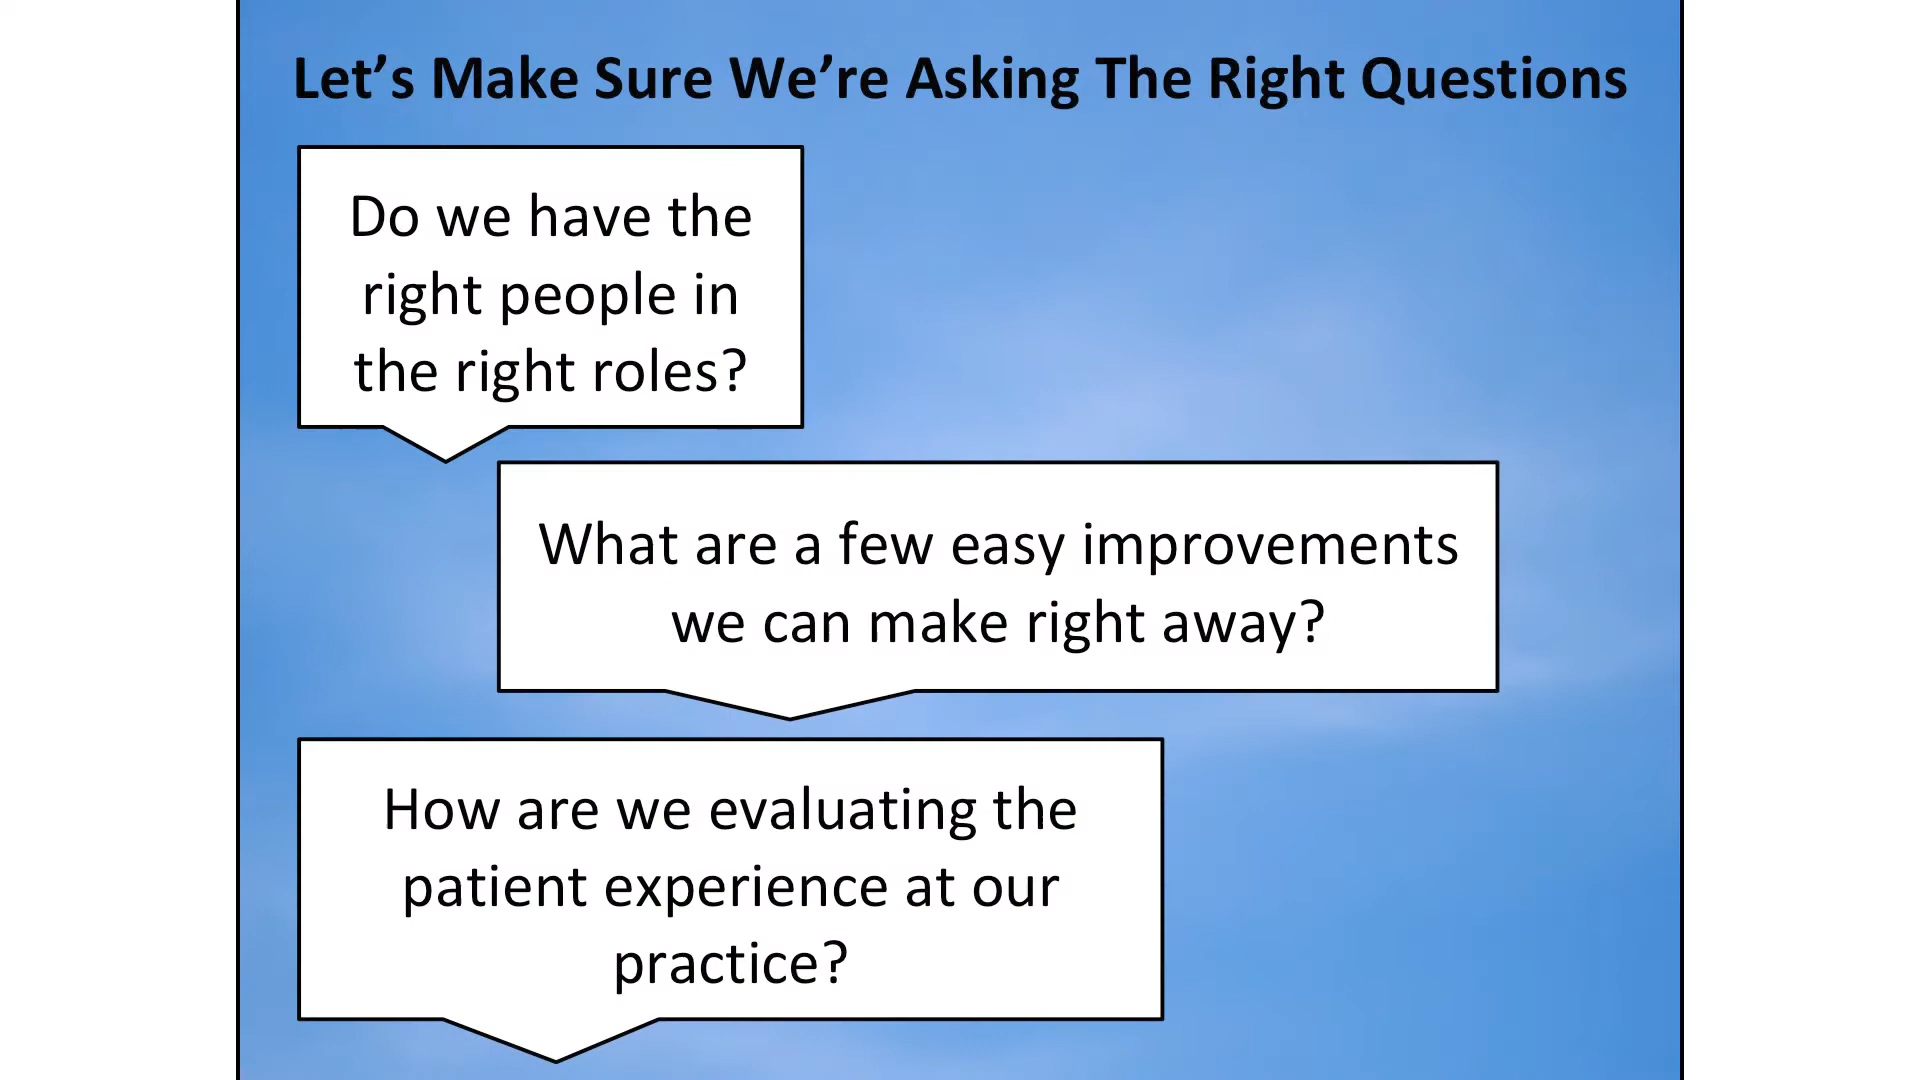 Let’s Make Sure We’re Asking The Right Questions
Do we have the
right people in
the right roles?
What are a few easy improvements
we can make right away?
How are we evaluating the
patient experience at our
practice?